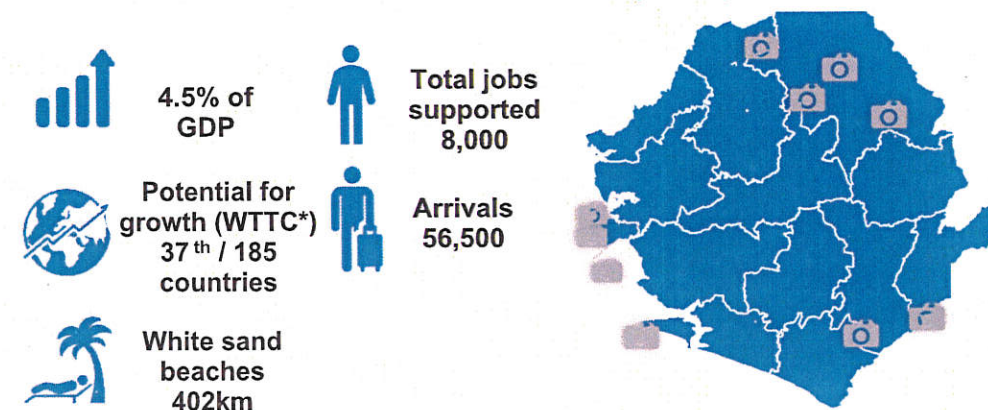 4.5% of
GDP
Total jobs
supported
8,000
Potential for
growth (WTTC*)
37th / 185
countries
Arrivals
56,500
White sand
beaches
402km